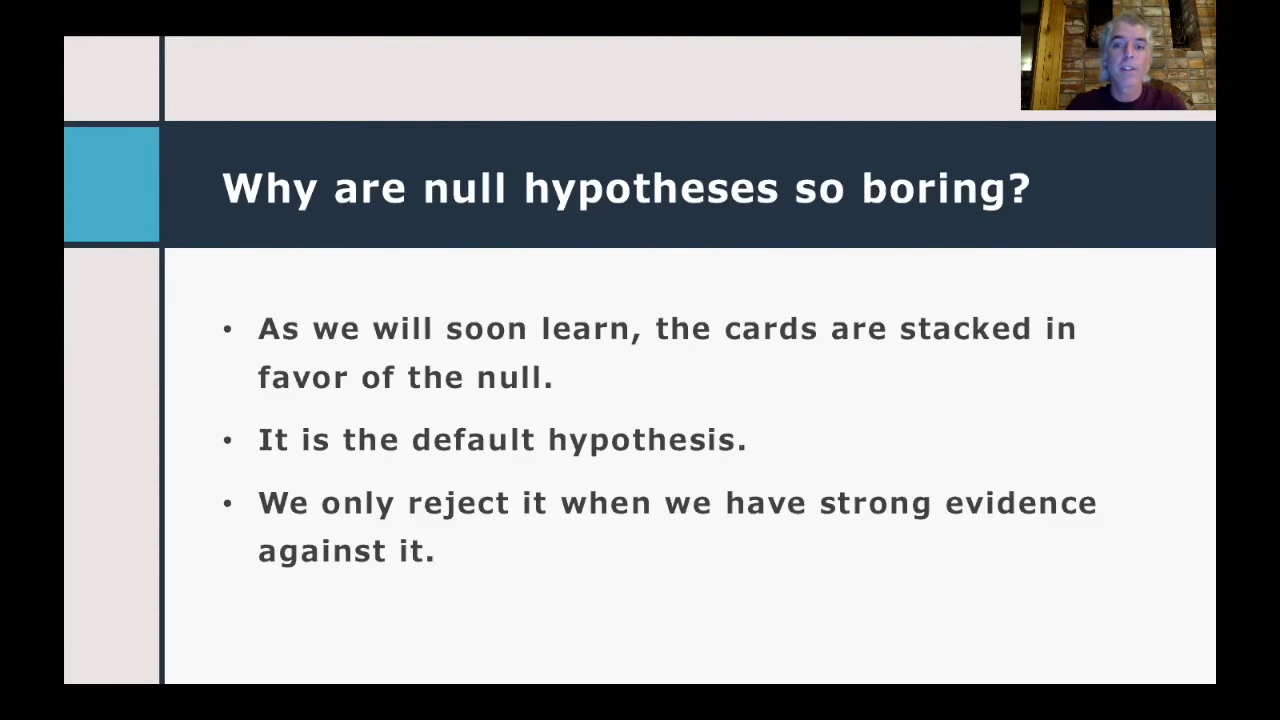 Why are null hypotheses so boring?
• As we will soon learn, the cards are stacked in
favor of the null.
• It is the default hypothesis.
• We only reject it when we have strong evidence
against it.